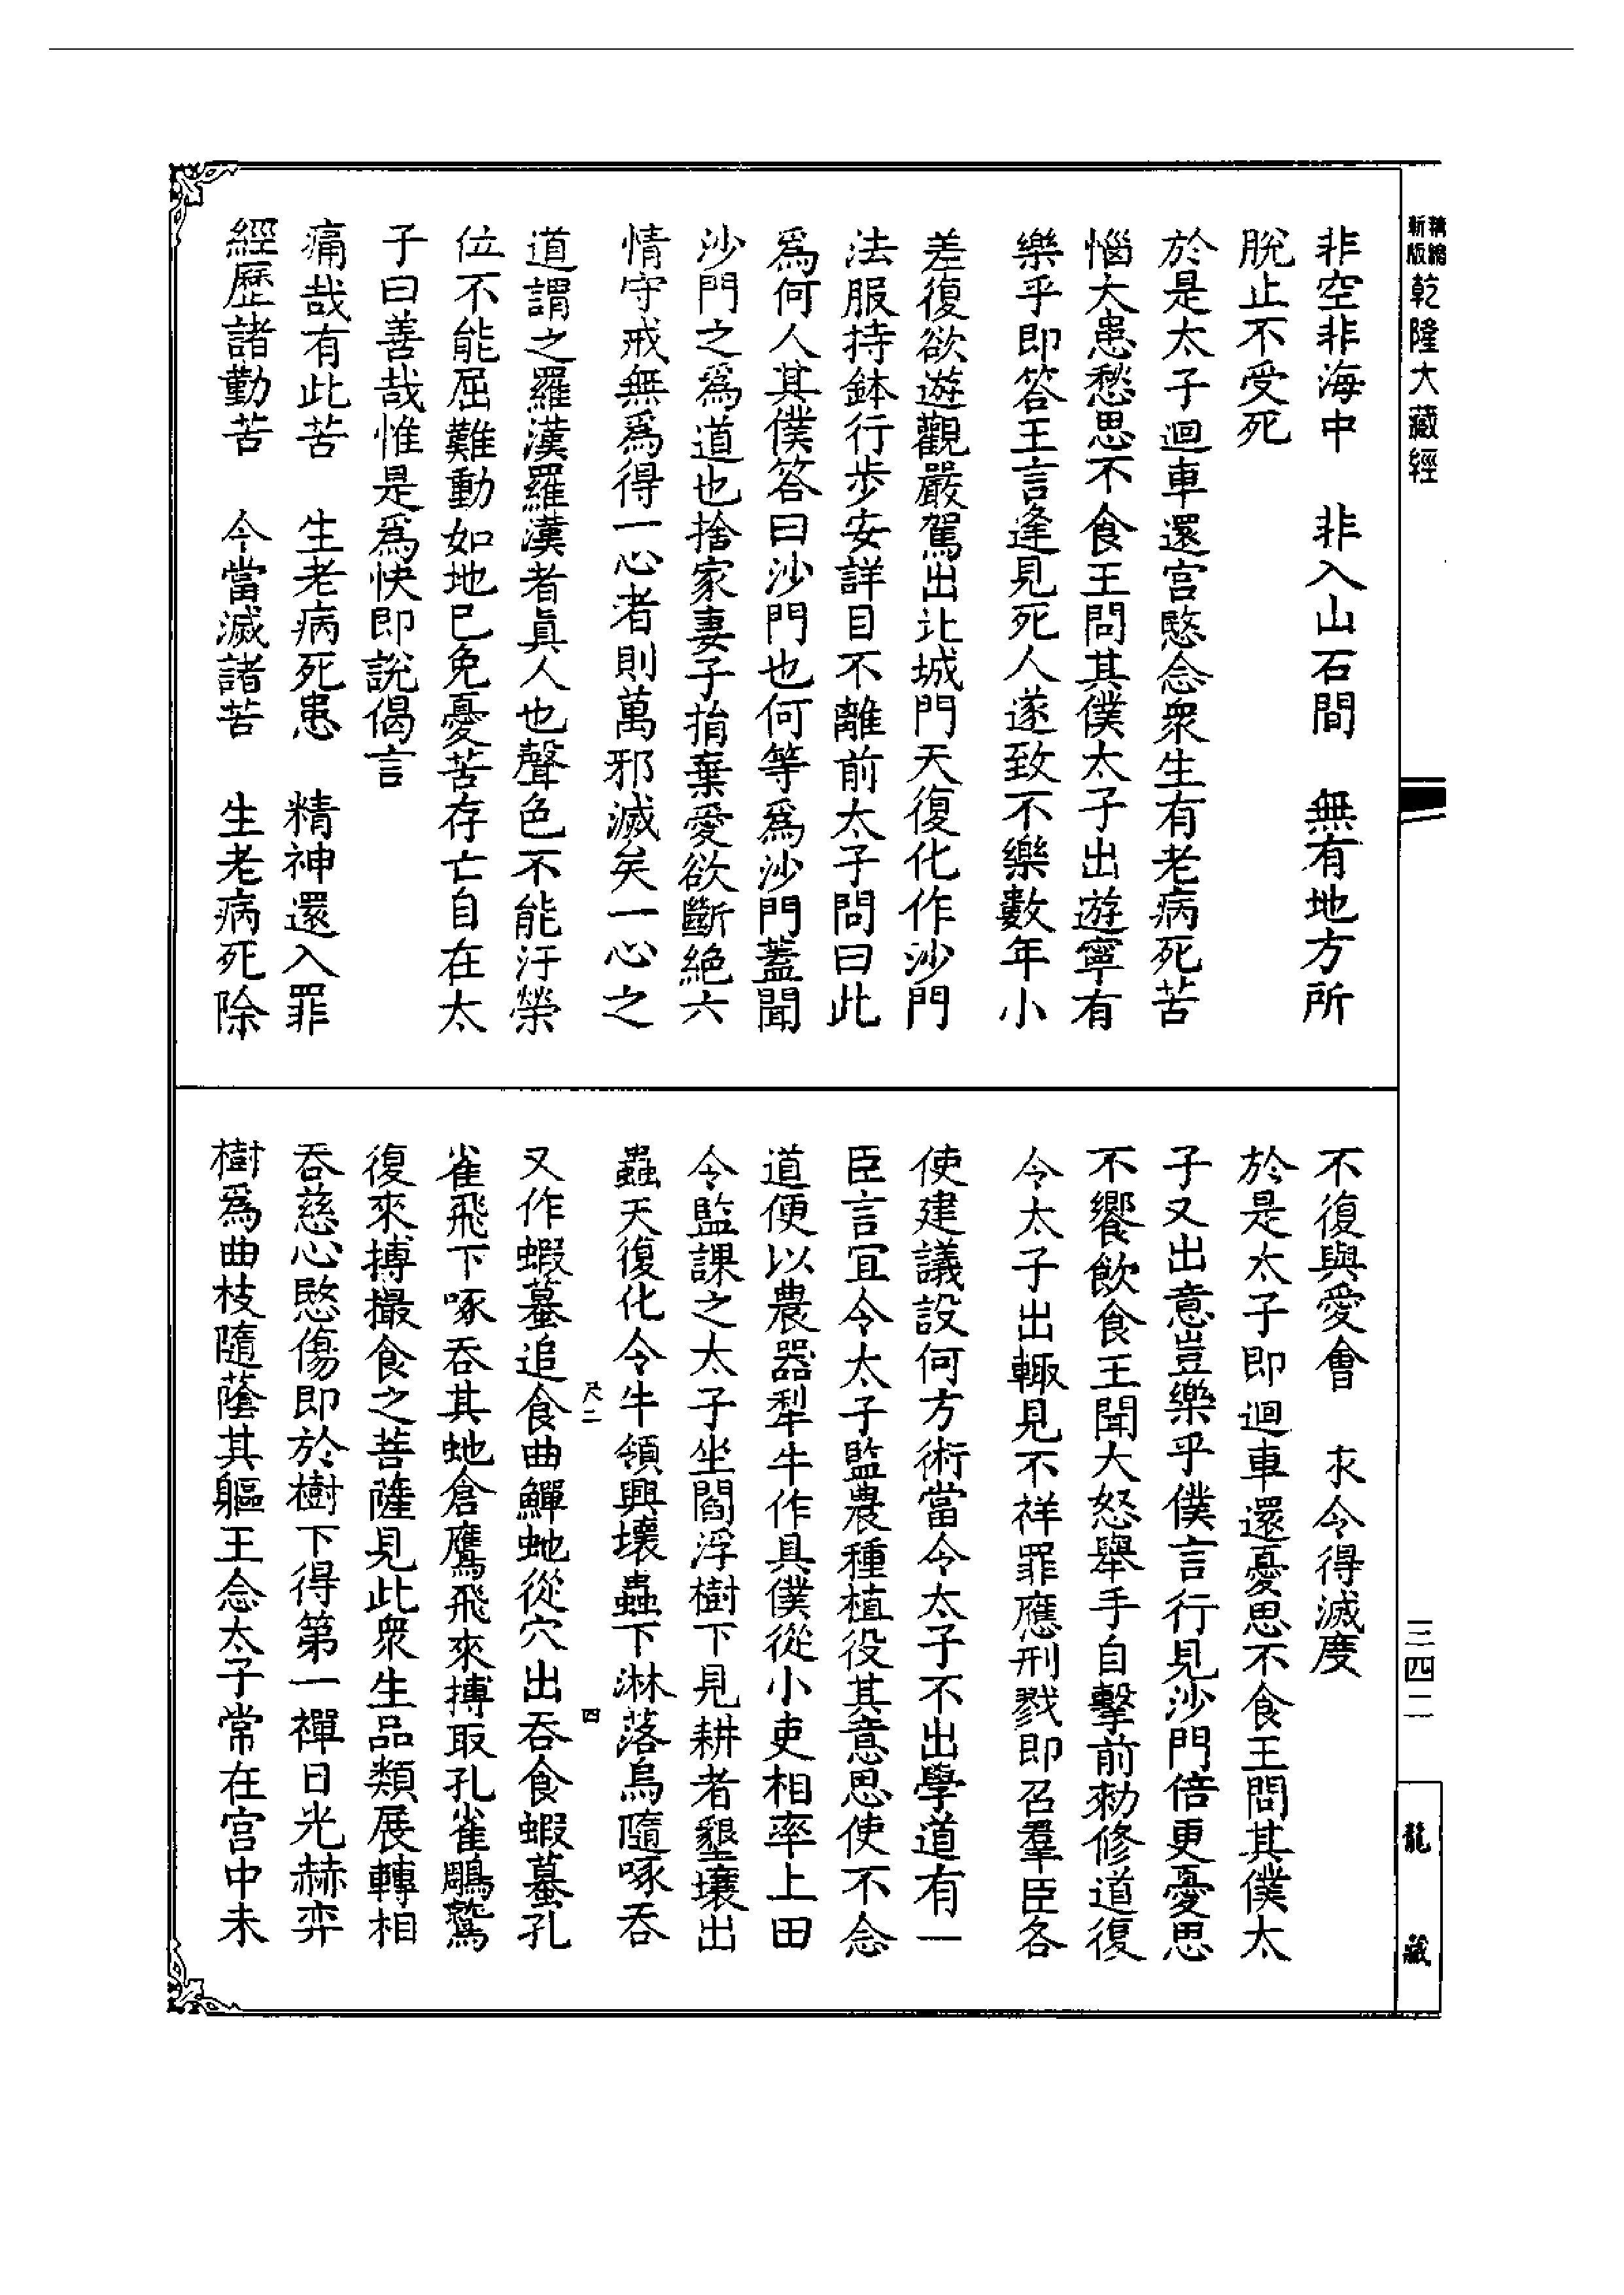 新版精縮 乾隆大藏經
非空非海中　非入山石間　無有地方所
脫止不受死
於是太子迴車還宮愍念衆生有老病死苦
惱大患愁思不食王問其僕太子出遊寧有
樂乎即答王言逢見死人遂致不樂數年小
差復欲遊觀嚴駕出北城門天復化作沙門
法服持鉢行步安詳目不離前太子問曰此
爲何人其僕答曰沙門也何等爲沙門蓋聞
沙門之爲道也捨家妻子捐棄愛欲斷絕六
情守戒無爲得一心者則萬邪滅矣一心之
道謂之羅漢羅漢者眞人也聲色不能汙榮
位不能屈難動如地已免憂苦存亡自在太
子曰善哉惟是爲快即說偈言
痛哉有此苦　生老病死患　精神還入罪
經歷諸勤苦　今當滅諸苦　生老病死除
不復與愛會　永令得滅度
於是太子即迴車還憂思不食王問其僕太
子又出意豈樂乎僕言行見沙門倍更憂思
不饗飲食王聞大怒舉手自擊前勅修道復
令太子出輙見不祥罪應刑戮即召羣臣各
使建議設何方術當令太子不出學道有一
臣言宜令太子監農種植役其意思使不念
道便以農器犁牛作具僕從小吏相率上田
令監課之太子坐閻浮樹下見耕者墾壤出
蟲天復化令牛領興壞蟲下淋落烏隨啄吞
尺二　四
又作蝦蟇追食曲蟺蛇從穴出吞食蝦蟇孔
雀飛下啄吞其蛇倉鷹飛來搏取孔雀鵰鷲
復來搏撮食之菩薩見此衆生品類展轉相
吞慈心愍傷即於樹下得第一禪日光赫弈
樹爲曲枝隨蔭其軀王念太子常在宮中未
三四二
龍藏